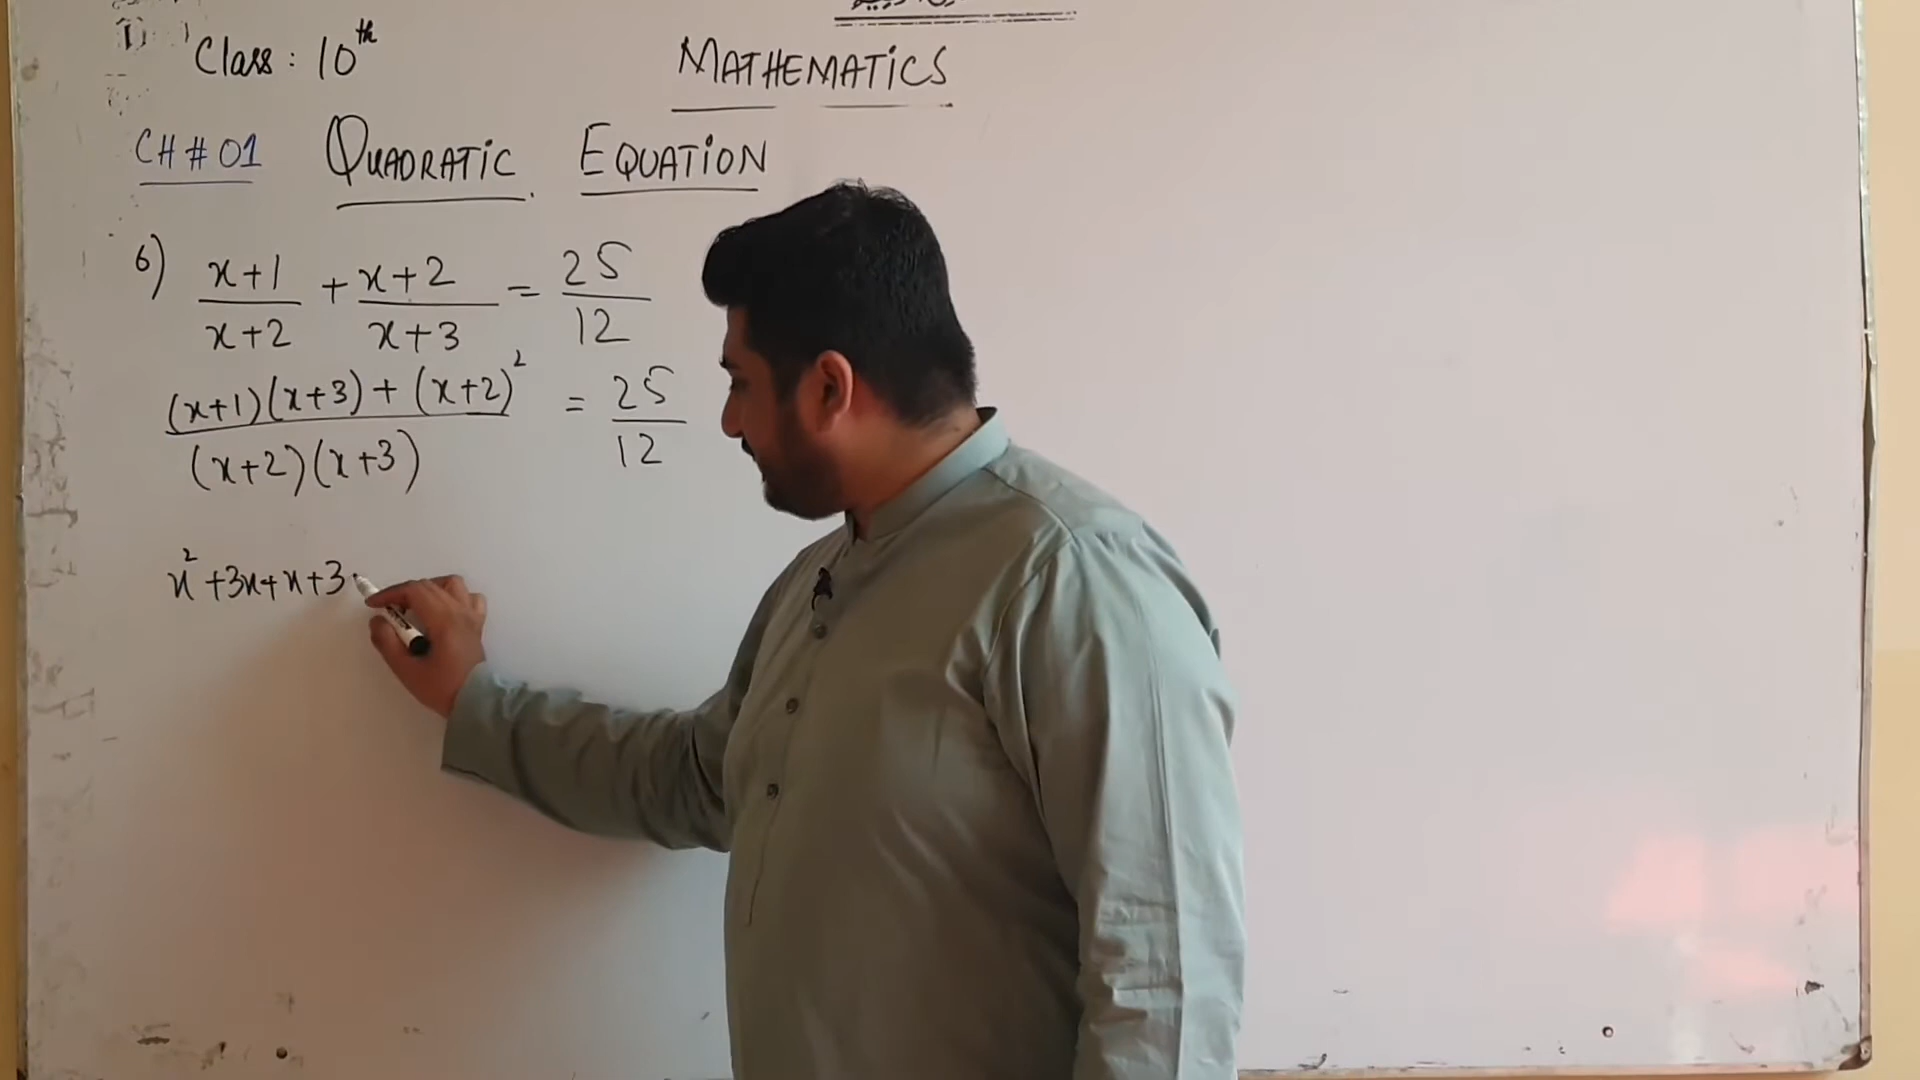 Class : 10th
MATHEMATICS
CH # 01 QUADRATIC EQUATION
6) x+1/x+2 + x+2/x+3 = 25/12
(x+1)(x+3) + (x+2)²/(x+2)(x+3) = 25/12
x² +3x+x+3